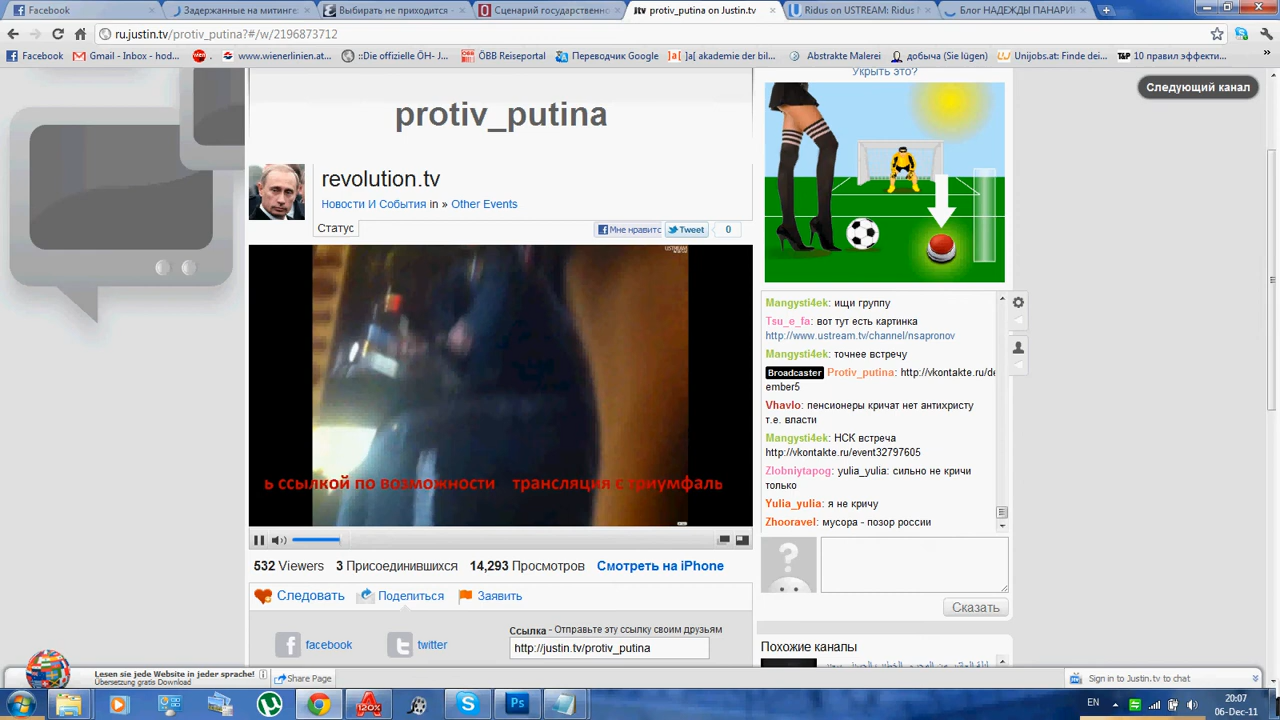 Facebook
Задержанные на митинге
Выбирать не приходится -
Сценарий государственно
jtv protiv_putina on Justin.tv
Ridus on USTREAM: Ridus
Блог НАДЕЖДЫ ПАНАРИ
ru.justin.tv/protiv_putina?#/w/2196873712
Facebook
Gmail - Inbox - hod...
www.wienerlinien.at
::Die offizielle ÖH- J...
ÖBB Reiseportal
Переводчик Google
]a[ ]a[ akademie der bil...
Abstrakte Malerei
добыча (Sie lügen)
Unijobs.at: Finde dei...
T&P 10 правил эффекти...
Укрыть это?
Следующий канал
protiv_putina
revolution.tv
Новости И События in » Other Events
Статус
Мне нравитс
Tweet
0
USTREAM
ь ссылкой по возможности трансляция с триумфаль
Mangysti4ek: ищи группу
Tsu_e_fa: вот тут есть картинка
http://www.ustream.tv/channel/nsapronov
Mangysti4ek: точнее встречу
Broadcaster Protiv_putina: http://vkontakte.ru/de
ember5
Vhavlo: пенсионеры кричат нет антихристу
т.е. власти
Mangysti4ek: НСК встреча
http://vkontakte.ru/event32797605
Zlobniytapog: yulia_yulia: сильно не кричи
только
Yulia_yulia: я не кричу
Zhooravel: мусора - позор россии
Сказать
532 Viewers 3 Присоединившихся 14,293 Просмотров Смотреть на iPhone
Следовать
Поделиться
Заявить
facebook
twitter
Ссылка - Отправьте эту ссылку своим друзьям
http://justin.tv/protiv_putina
Похожие каналы
Lesen sie jede Website in jeder sprache!
Übersetzung gratis Download
Share Page
Sign in to Justin.tv to chat
120%
Ps
EN
20:07
06-Dec-11